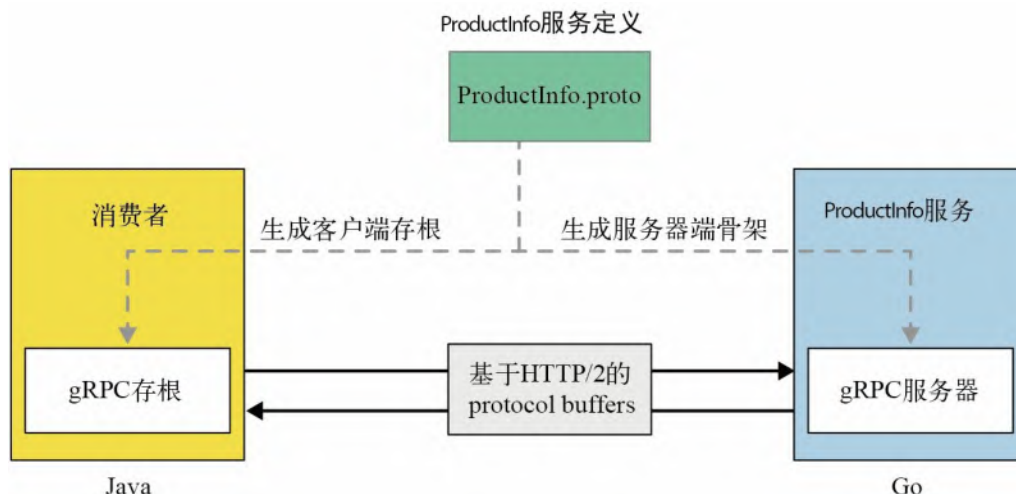 ProductInfo服务定义
ProductInfo.proto
消费者
生成客户端存根
生成服务器端骨架
ProductInfo服务
gRPC存根
基于HTTP/2的
protocol buffers
gRPC服务器
Java
Go